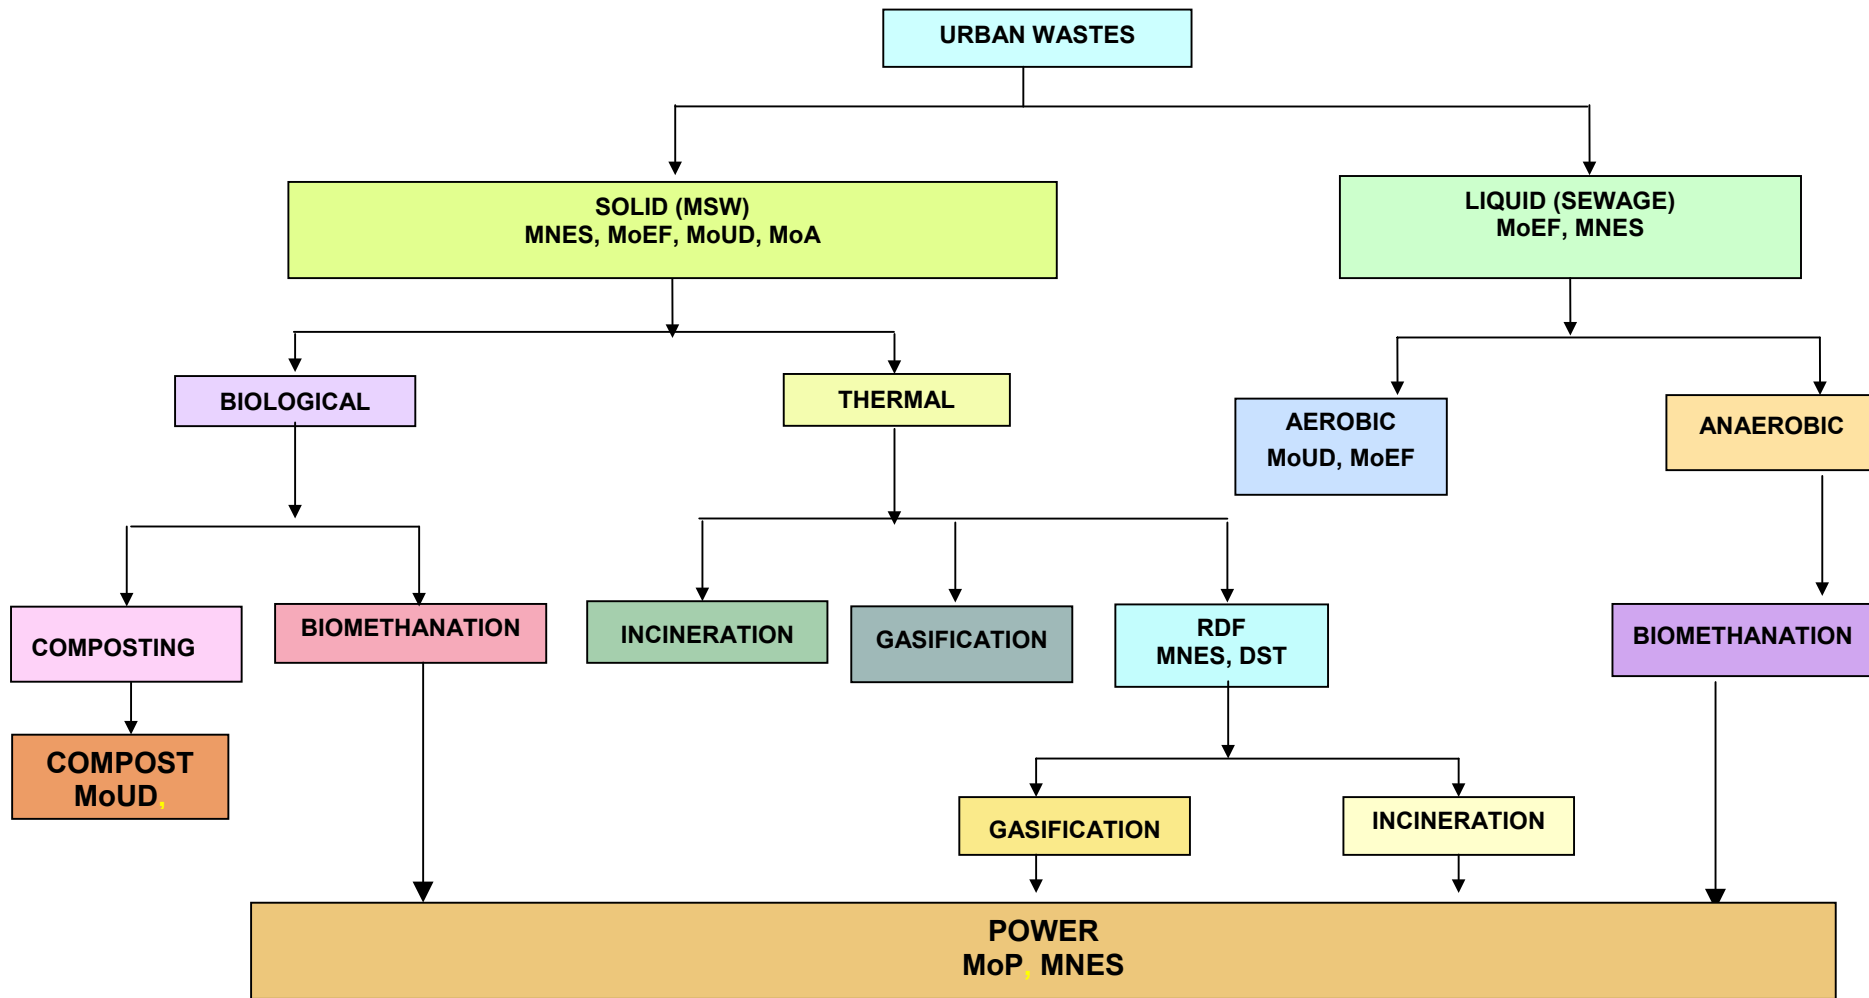 URBAN WASTES
SOLID (MSW)
MNES, MoEF, MoUD, MoA
LIQUID (SEWAGE)
MoEF, MNES
BIOLOGICAL
THERMAL
AEROBIC
MoUD, MoEF
ANAEROBIC
COMPOSTING
BIOMETHANATION
INCINERATION
GASIFICATION
RDF
MNES, DST
BIOMETHANATION
COMPOST
MoUD,
GASIFICATION
INCINERATION
POWER
MoP, MNES